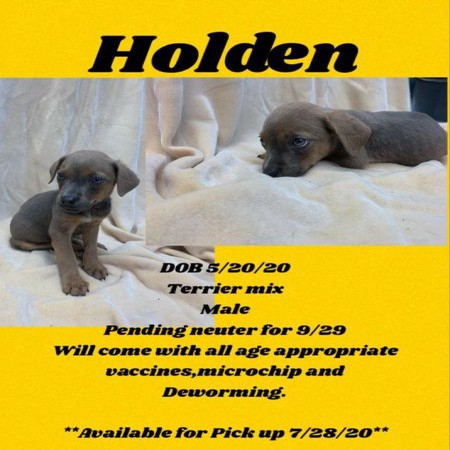 Holden
DOB 5/20/20
Terrier mix
Male
Pending neuter for 9/29
Will come with all age appropriate
vaccines,microchip and
Deworming.
**Available for Pick up 7/28/20**